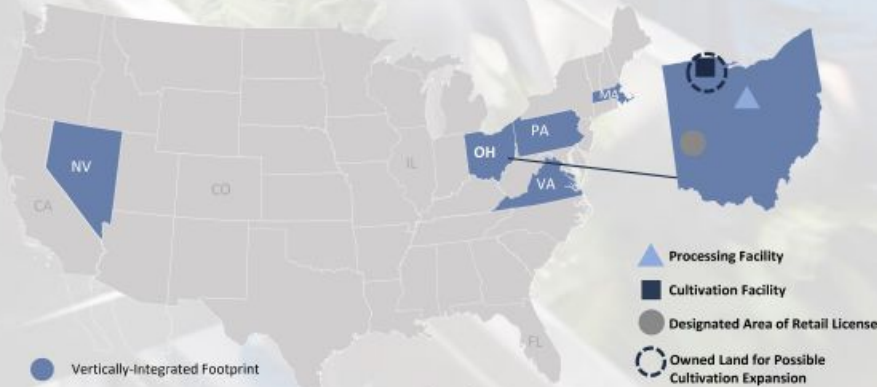 NV
CA
CO
IL
OH
PA
MA
VA
FL
Processing Facility
Cultivation Facility
Designated Area of Retail License
Owned Land for Possible
Cultivation Expansion
Vertically-Integrated Footprint